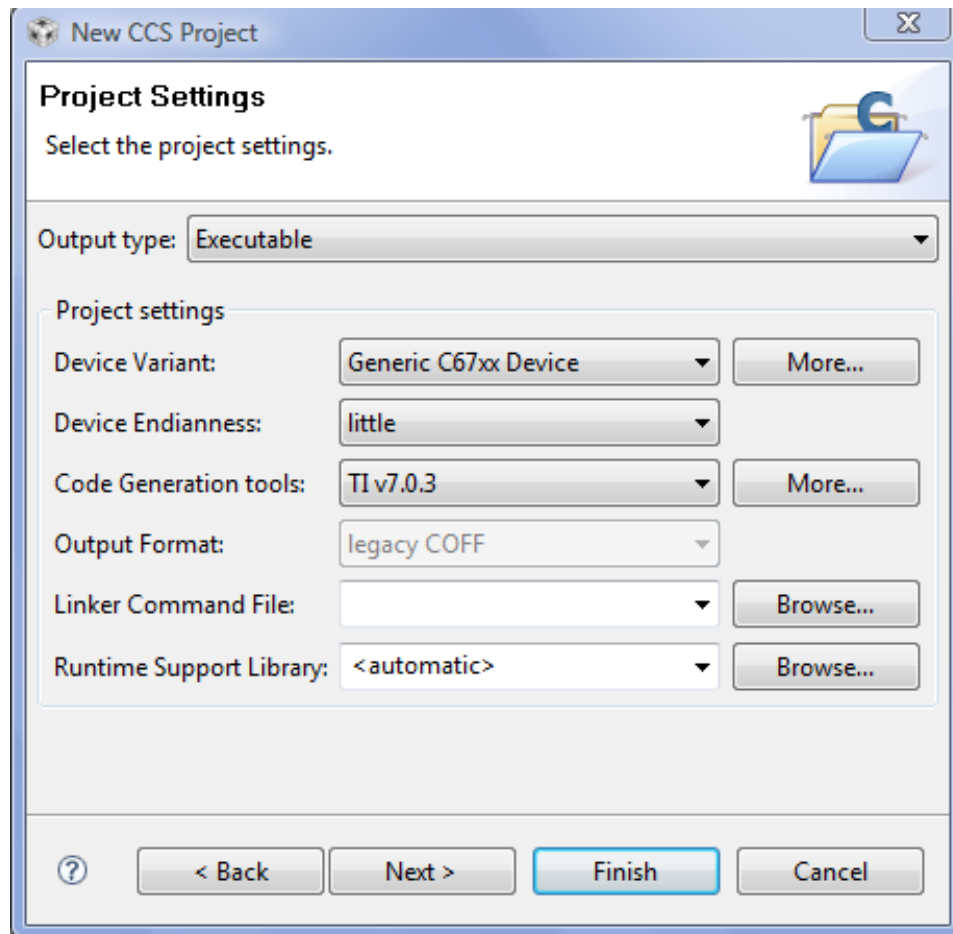 New CCS Project
Project Settings
Select the project settings.
Output type: Executable
Project settings
Device Variant: Generic C67xx Device More...
Device Endianness: little
Code Generation tools: TI v7.0.3 More...
Output Format: legacy COFF
Linker Command File: Browse...
Runtime Support Library: <automatic> Browse...
? < Back Next > Finish Cancel